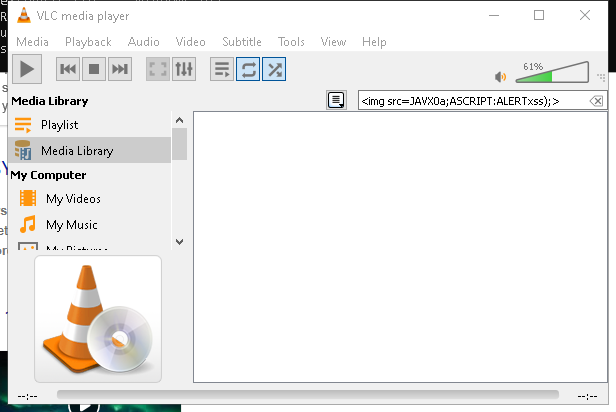 VLC media player
Media Playback Audio Video Subtitle Tools View Help
61%
Media Library
<img src=JAVX0a;ASCRIPT:ALERTxss);>
Playlist
Media Library
My Computer
My Videos
My Music
My Pictures
--:-- --:--